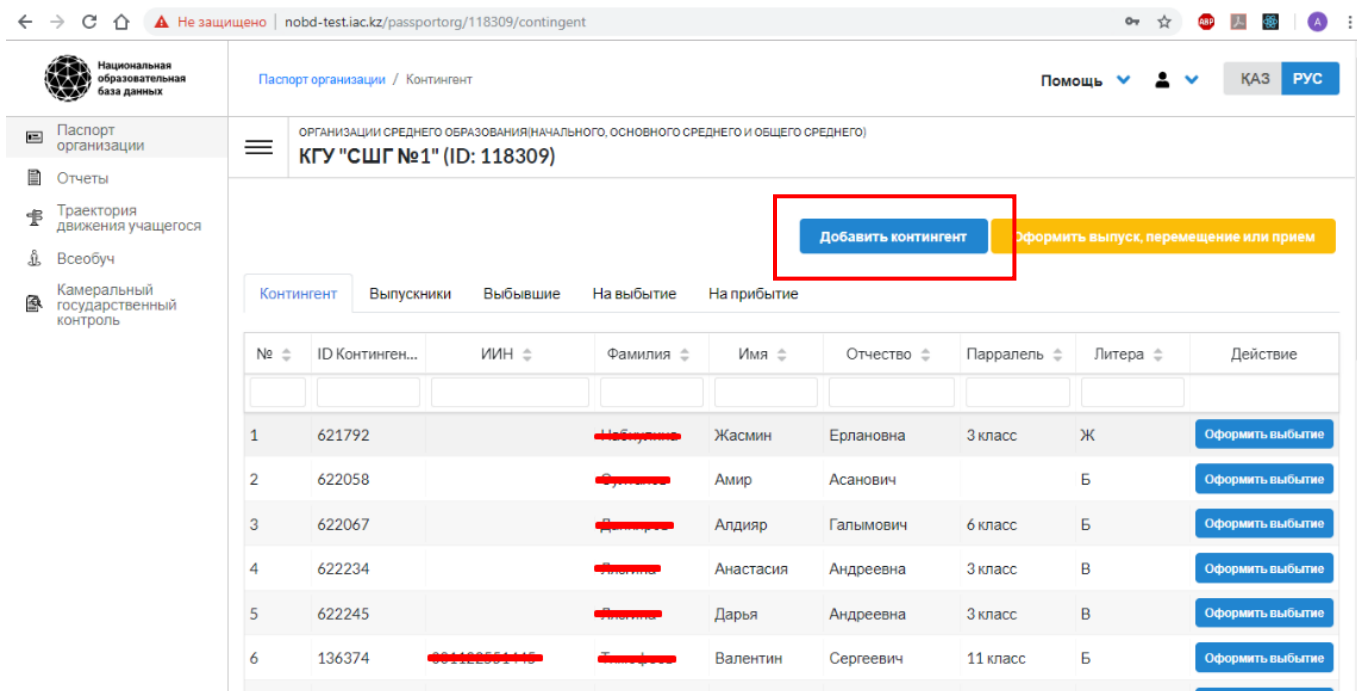 Не защищено | nobd-test.iac.kz/passportorg/118309/contingent
ABP
A
Национальная
образовательная
база данных
Паспорт организации / Контингент
Помощь
ҚАЗ РУС
Паспорт
организации
Отчеты
Траектория
движения учащегося
Всеобуч
Камеральный
государственный
контроль
ОРГАНИЗАЦИИ СРЕДНЕГО ОБРАЗОВАНИЯ(НАЧАЛЬНОГО, ОСНОВНОГО СРЕДНЕГО И ОБЩЕГО СРЕДНЕГО)
КГУ "СШГ №1" (ID: 118309)
Добавить контингент
Оформить выпуск, перемещение или прием
Контингент Выпускники Выбывшие На выбытие На прибытие
№ ID Континген... ИИН Фамилия Имя Отчество Парралель Литера Действие
1 621792 Жасмин Ерлановна 3 класс Ж Оформить выбытие
2 622058 Амир Асанович Б Оформить выбытие
3 622067 Алдияр Галымович 6 класс Б Оформить выбытие
4 622234 Анастасия Андреевна 3 класс В Оформить выбытие
5 622245 Дарья Андреевна 3 класс В Оформить выбытие
6 136374 Валентин Сергеевич 11 класс Б Оформить выбытие